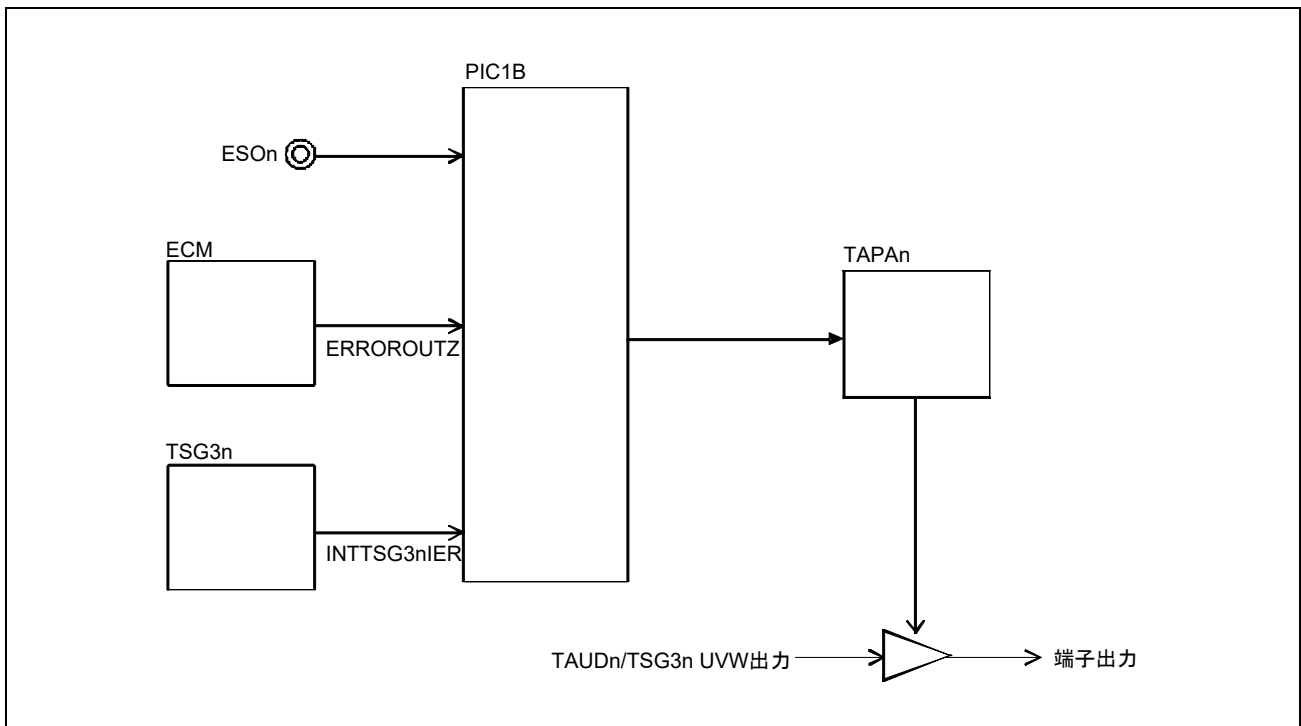 PIC1B
ESOn
ECM
ERROROUTZ
TAPAn
TSG3n
INTTSG3nIER
TAUDn/TSG3n UVW出力
端子出力